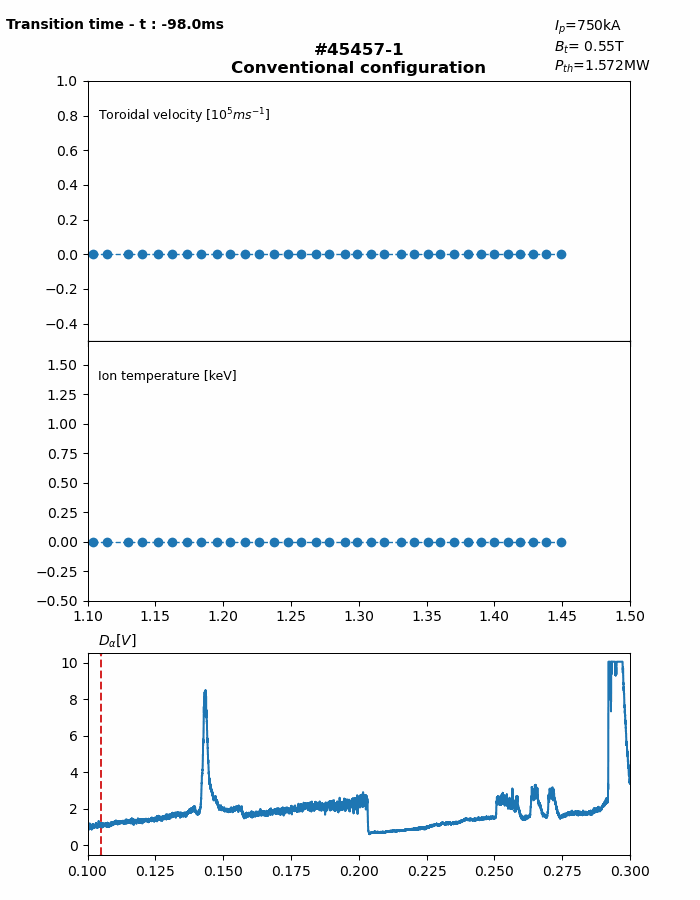 Transition time - t : -98.0ms
I_p=750kA
B_t= 0.55T
P_th=1.572MW
#45457-1
Conventional configuration
1.0
Toroidal velocity [10^5 ms^-1]
0.8
0.6
0.4
0.2
0.0
−0.2
−0.4
1.50
Ion temperature [keV]
1.25
1.00
0.75
0.50
0.25
0.00
−0.25
−0.50
1.10 1.15 1.20 1.25 1.30 1.35 1.40 1.45 1.50
D_α[V]
10
8
6
4
2
0
0.100 0.125 0.150 0.175 0.200 0.225 0.250 0.275 0.300